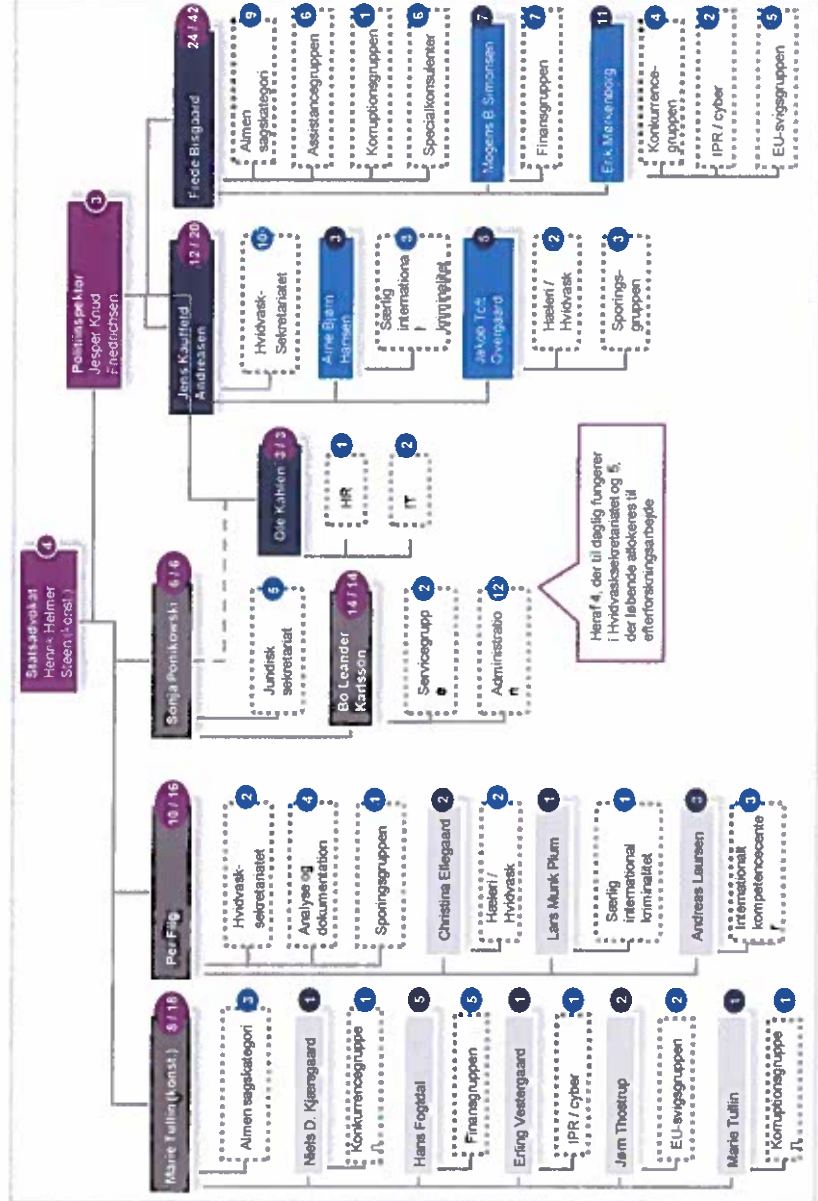 Statsadvokat
Henrik Helmer
Steen (konst.)
4
Politiinspektør
Jesper Knud
Friedrichsen
3
Marie Tullin (konst.)
8 / 18
Almen sagskategori
3
Niels D. Kjærsgaard
1
Konkurrencegruppe
n
1
Hans Fogtdal
5
Finansgruppen
5
Erling Vestergaard
1
IPR / cyber
1
Jørn Thostrup
2
EU-svigsgruppen
2
Marie Tullin
1
Korruptionsgruppe
n
1
Per Fiig
10 / 16
Hvidvask-
sekretariatet
2
Analyse og
dokumentation
4
Sporingsgruppen
1
Christina Ellegaard
2
Hæleri /
Hvidvask
2
Lars Munk Plum
1
Særlig
international
kriminalitet
1
Andreas Laursen
3
Internationalt
kompetencecente
r
3
Sonja Ponikowski
6 / 6
Juridisk
sekretariat
5
Bo Leander
Karlsson
14 / 14
Servicegrupp
e
2
Administratio
n
12
Ole Kahlen
3 / 3
HR
1
IT
2
Heraf 4, der til dagligt fungerer
i Hvidvasksekretariatet og 5,
der løbende allokeres til
efterforskningsarbejde
Jens Kauffeld
Andreasen
12 / 20
Hvidvask-
Sekretariatet
10
Arne Bjørn
Hansen
3
Særlig
internationa
l
kriminalitet
3
Jakob Tott
Overgaard
5
Hæleri /
Hvidvask
2
Sporings-
gruppen
3
Frede Bisgaard
24 / 42
Almen
sagskategori
9
Assistancegruppen
6
Korruptionsgruppen
1
Specialkonsulenter
6
Mogens B Simonsen
7
Finansgruppen
7
Erik Mørkenborg
11
Konkurrence-
gruppen
4
IPR / cyber
2
EU-svigsgruppen
5